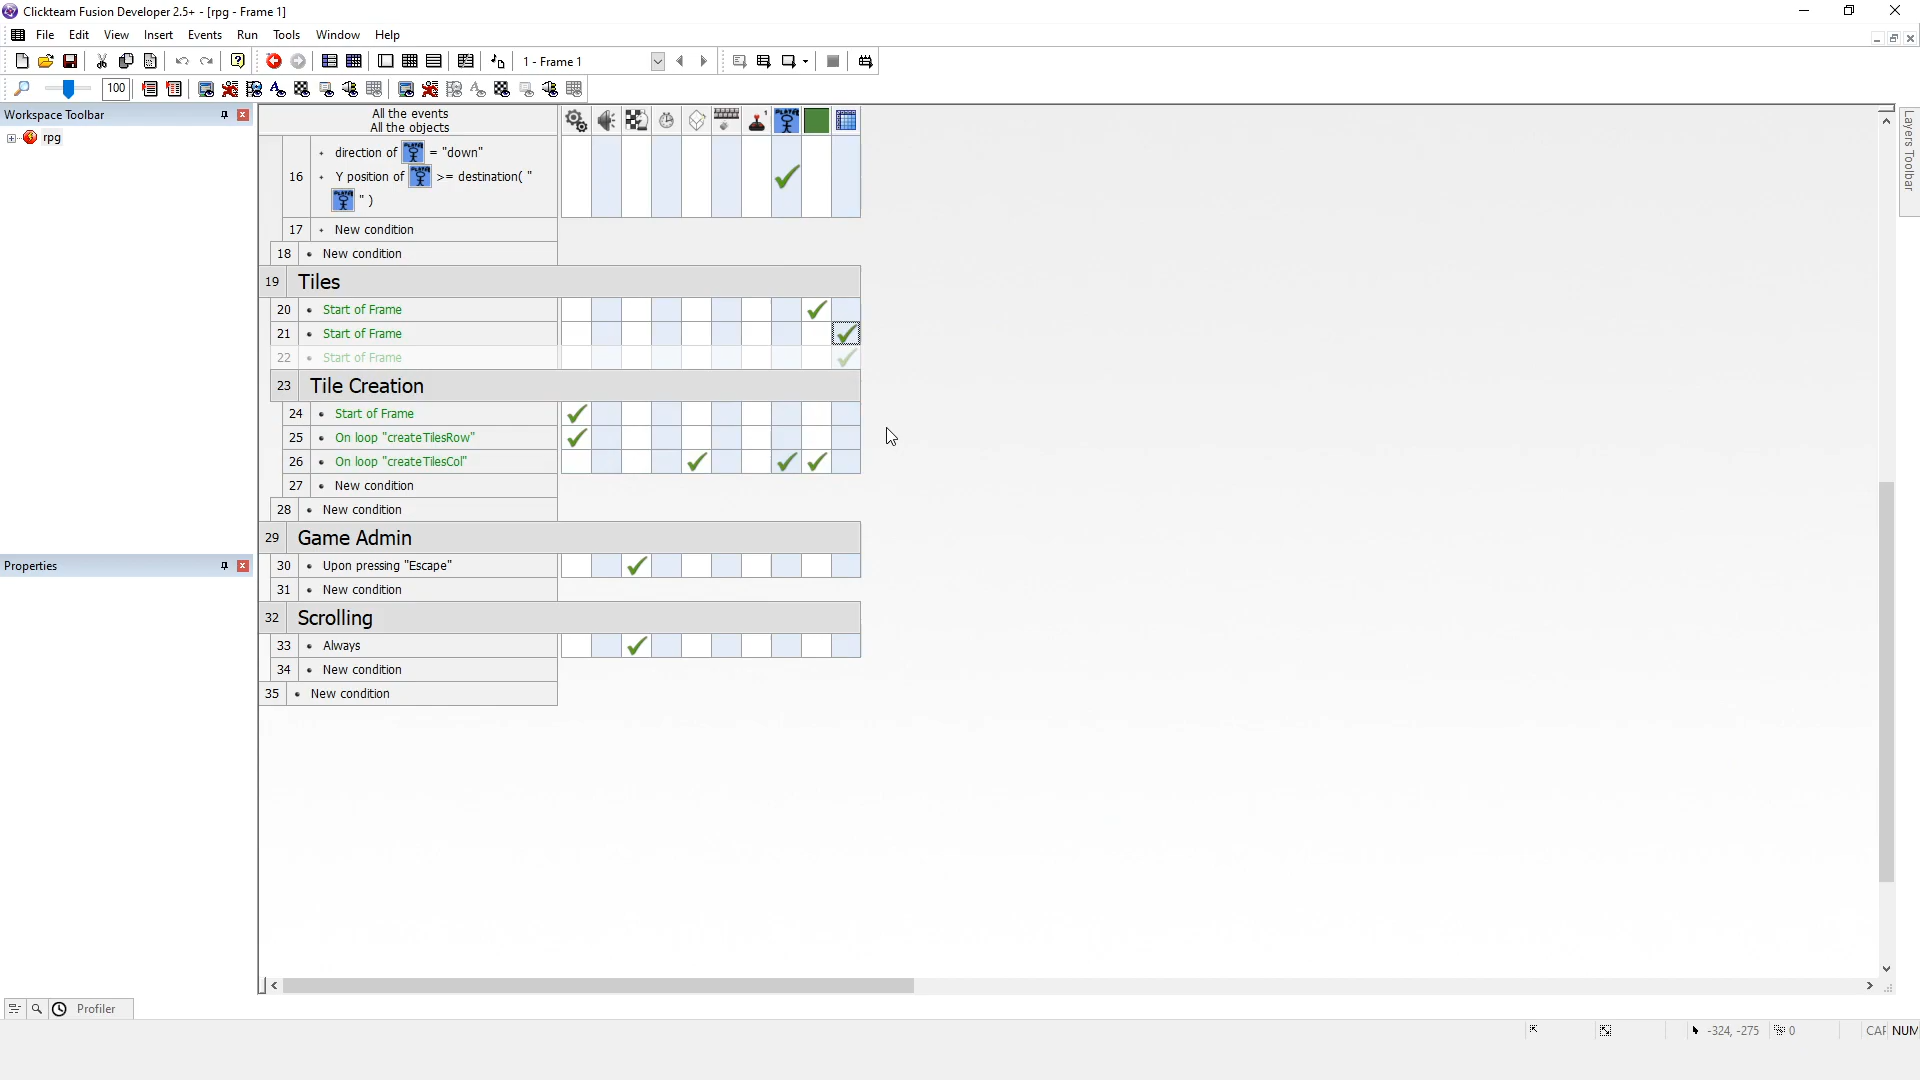 Clickteam Fusion Developer 2.5+ - [rpg - Frame 1]
File Edit View Insert Events Run Tools Window Help
1 - Frame 1
100
Workspace Toolbar
rpg
Properties
All the events
All the objects
16 • direction of PLAYER = "down"
• Y position of PLAYER >= destination( "
PLAYER " )
17 • New condition
18 • New condition
19 Tiles
20 • Start of Frame
21 • Start of Frame
22 • Start of Frame
23 Tile Creation
24 • Start of Frame
25 • On loop "createTilesRow"
26 • On loop "createTilesCol"
27 • New condition
28 • New condition
29 Game Admin
30 • Upon pressing "Escape"
31 • New condition
32 Scrolling
33 • Always
34 • New condition
35 • New condition
Layers Toolbar
Profiler
-324, -275 0 CAP NUM